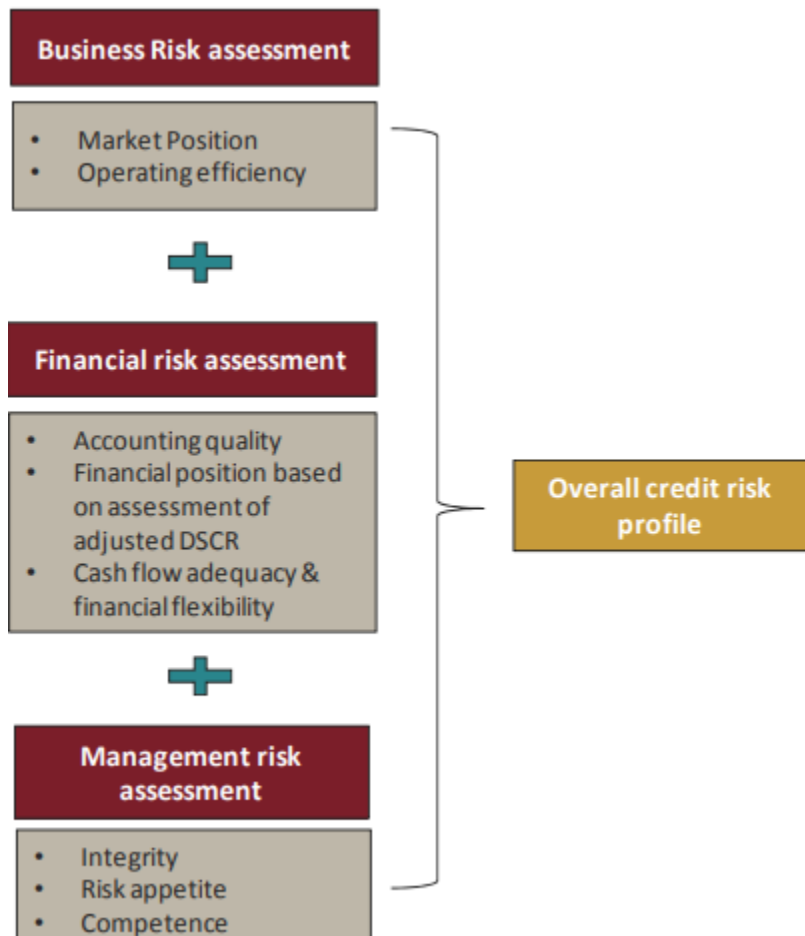 Business Risk assessment
• Market Position
• Operating efficiency
Financial risk assessment
• Accounting quality
• Financial position based
on assessment of
adjusted DSCR
• Cash flow adequacy &
financial flexibility
Management risk
assessment
• Integrity
• Risk appetite
• Competence
Overall credit risk
profile